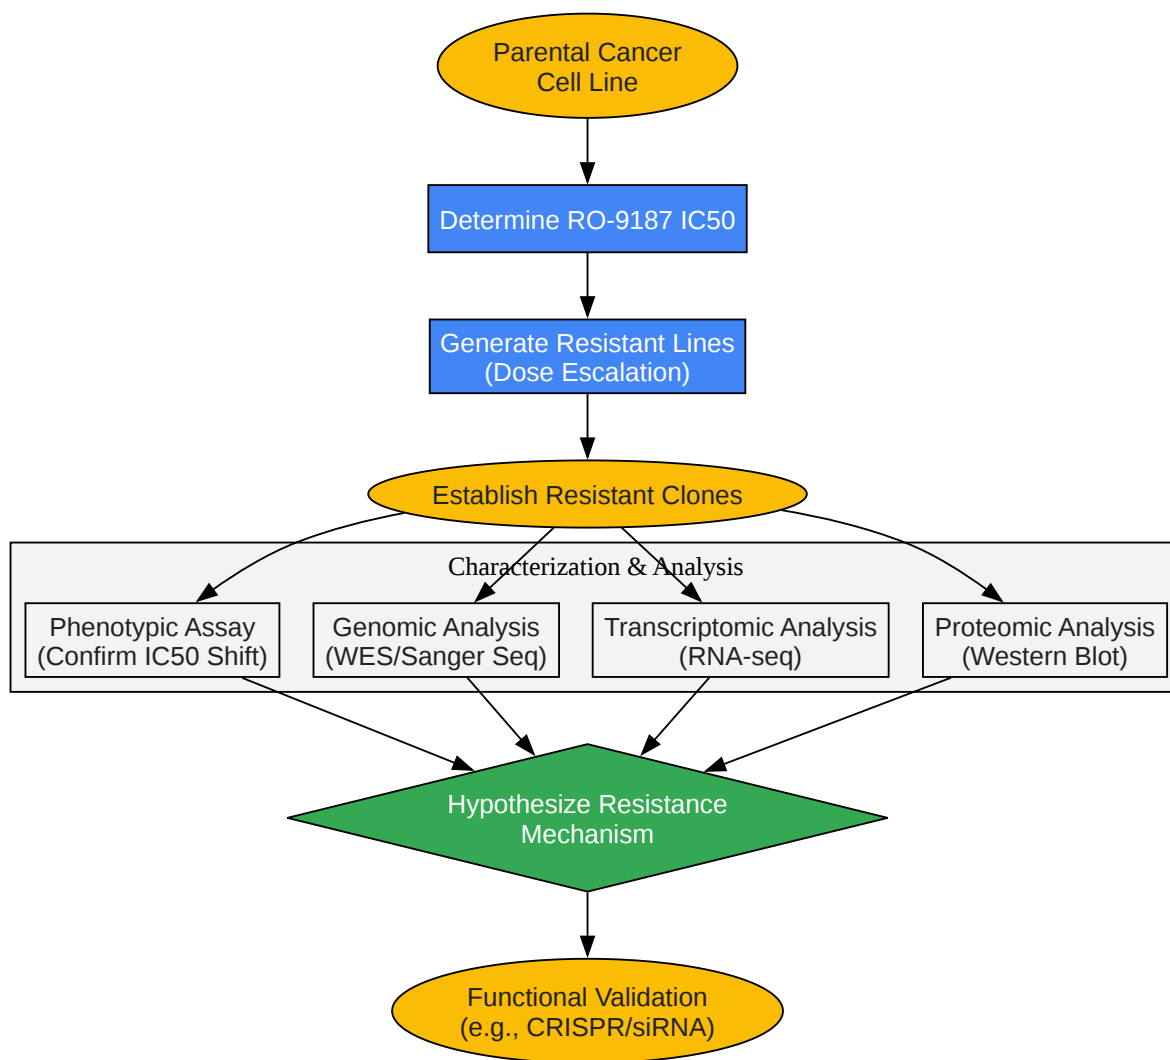 Parental Cancer
Cell Line
Determine RO-9187 IC50
Generate Resistant Lines
(Dose Escalation)
Establish Resistant Clones
Characterization & Analysis
Phenotypic Assay
(Confirm IC50 Shift)
Genomic Analysis
(WES/Sanger Seq)
Transcriptomic Analysis
(RNA-seq)
Proteomic Analysis
(Western Blot)
Hypothesize Resistance
Mechanism
Functional Validation
(e.g., CRISPR/siRNA)